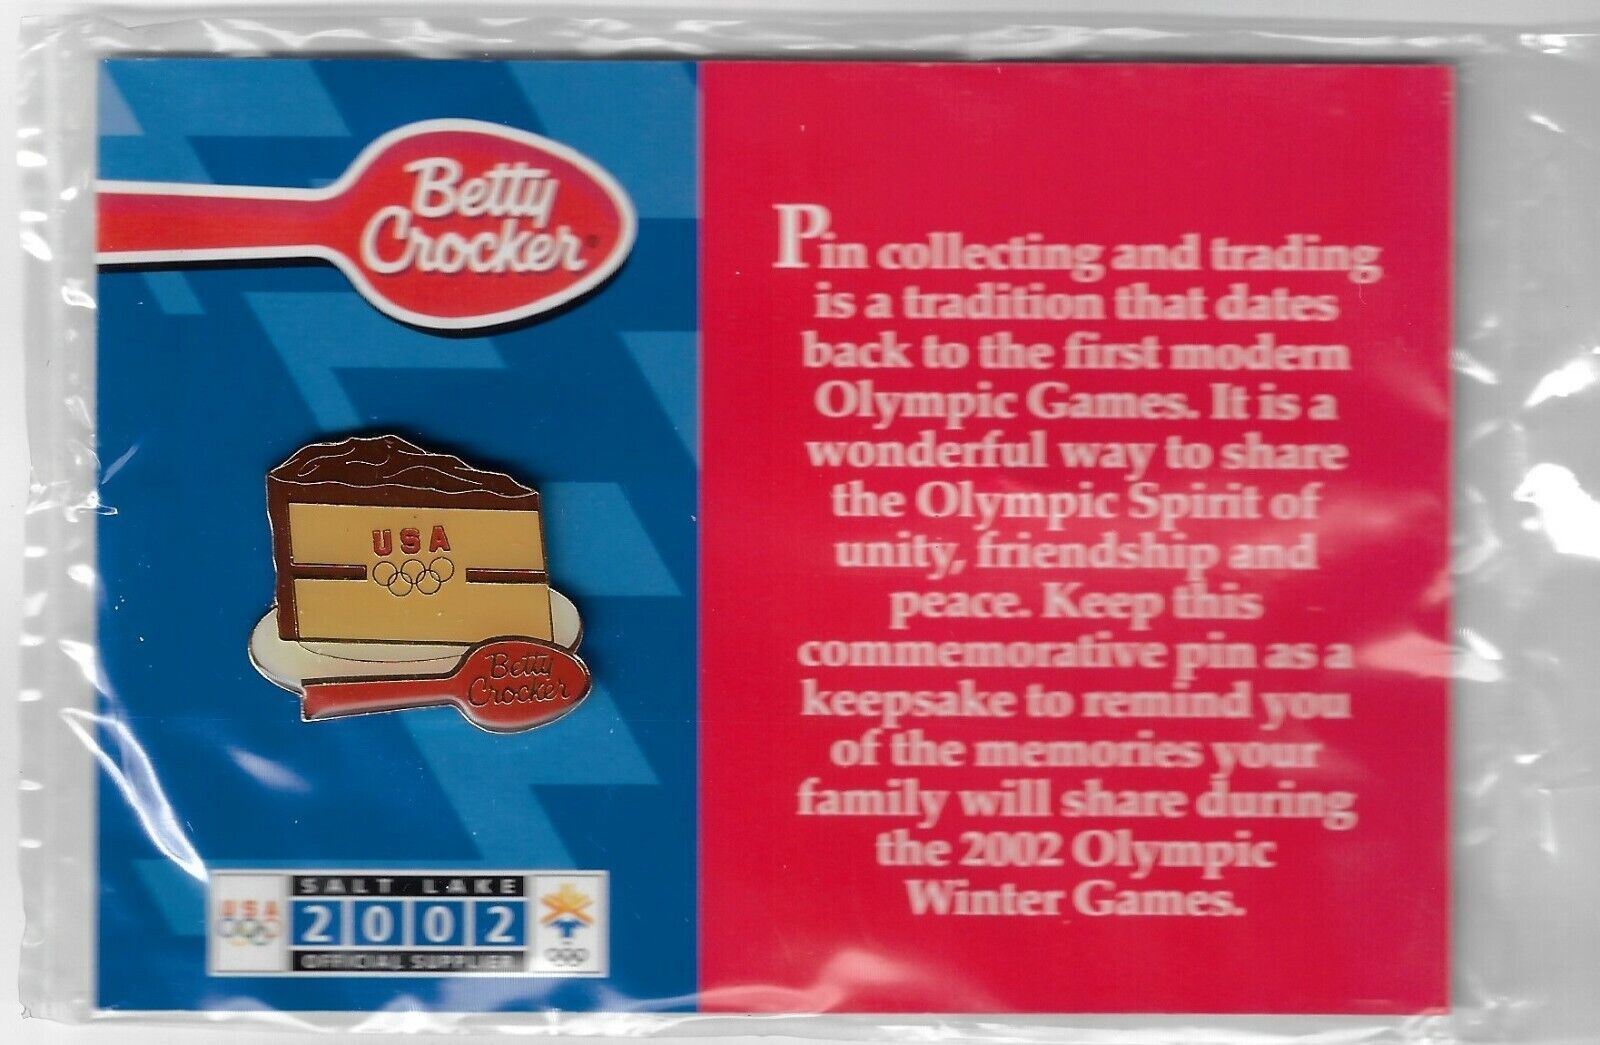 Betty
Crocker®
USA
Betty
Crocker
USA
SALT LAKE
2002
OFFICIAL SUPPLIER
Pin collecting and trading
is a tradition that dates
back to the first modern
Olympic Games. It is a
wonderful way to share
the Olympic Spirit of
unity, friendship and
peace. Keep this
commemorative pin as a
keepsake to remind you
of the memories your
family will share during
the 2002 Olympic
Winter Games.